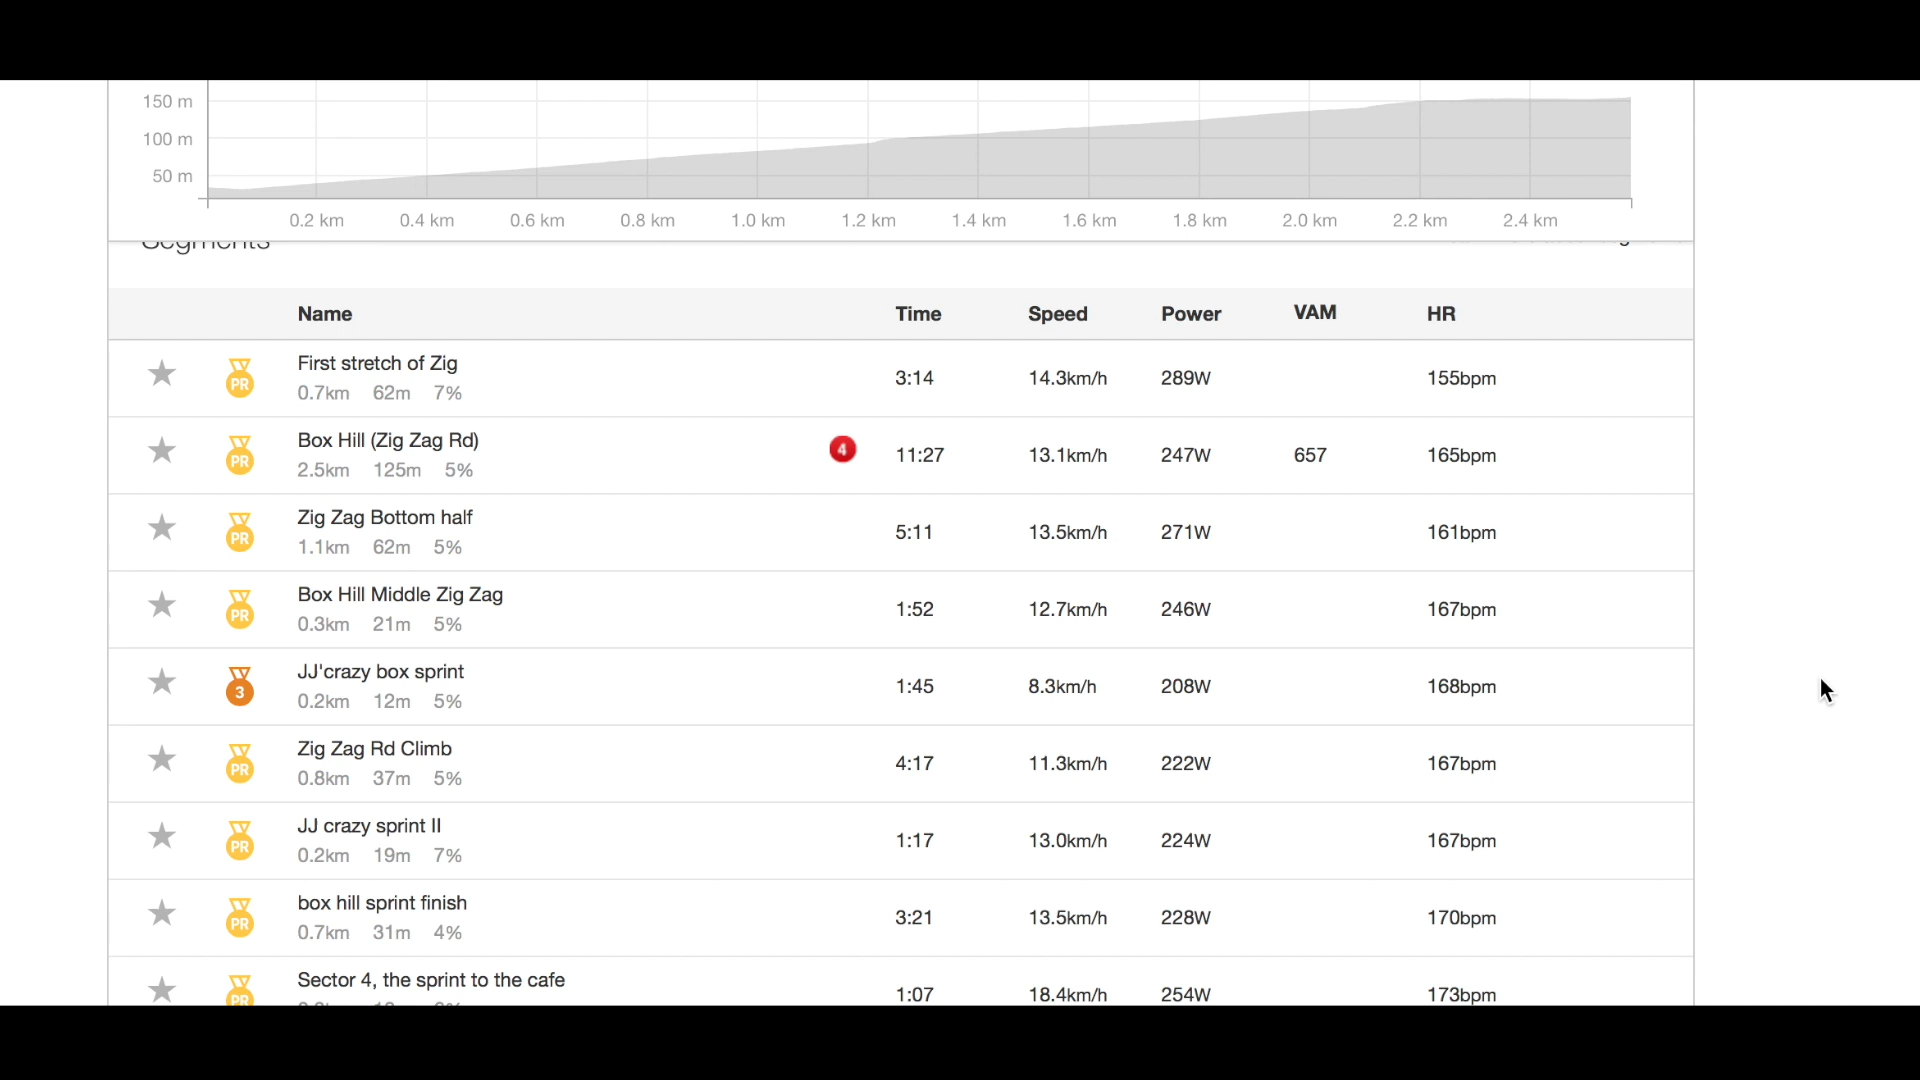 150 m
100 m
50 m
0.2 km 0.4 km 0.6 km 0.8 km 1.0 km 1.2 km 1.4 km 1.6 km 1.8 km 2.0 km 2.2 km 2.4 km
Segments
Name Time Speed Power VAM HR
PR First stretch of Zig 3:14 14.3km/h 289W 155bpm
0.7km 62m 7%
PR Box Hill (Zig Zag Rd) 4 11:27 13.1km/h 247W 657 165bpm
2.5km 125m 5%
PR Zig Zag Bottom half 5:11 13.5km/h 271W 161bpm
1.1km 62m 5%
PR Box Hill Middle Zig Zag 1:52 12.7km/h 246W 167bpm
0.3km 21m 5%
3 JJ'crazy box sprint 1:45 8.3km/h 208W 168bpm
0.2km 12m 5%
PR Zig Zag Rd Climb 4:17 11.3km/h 222W 167bpm
0.8km 37m 5%
PR JJ crazy sprint II 1:17 13.0km/h 224W 167bpm
0.2km 19m 7%
PR box hill sprint finish 3:21 13.5km/h 228W 170bpm
0.7km 31m 4%
PR Sector 4, the sprint to the cafe 1:07 18.4km/h 254W 173bpm